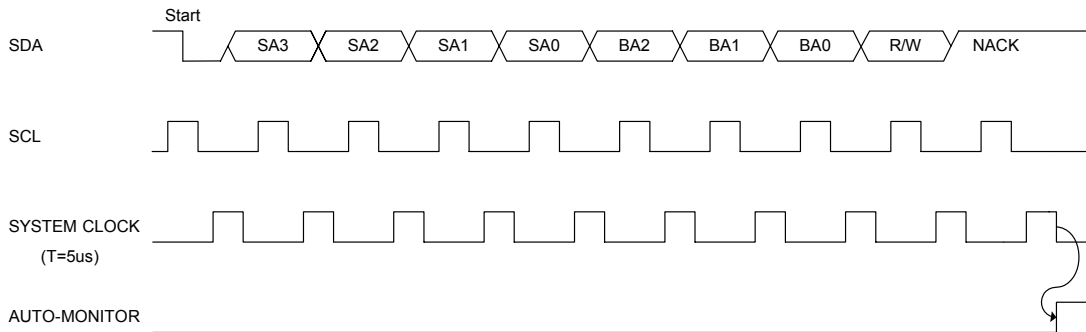 Start
SDA SA3 SA2 SA1 SA0 BA2 BA1 BA0 R/W NACK
SCL
SYSTEM CLOCK
(T=5us)
AUTO-MONITOR